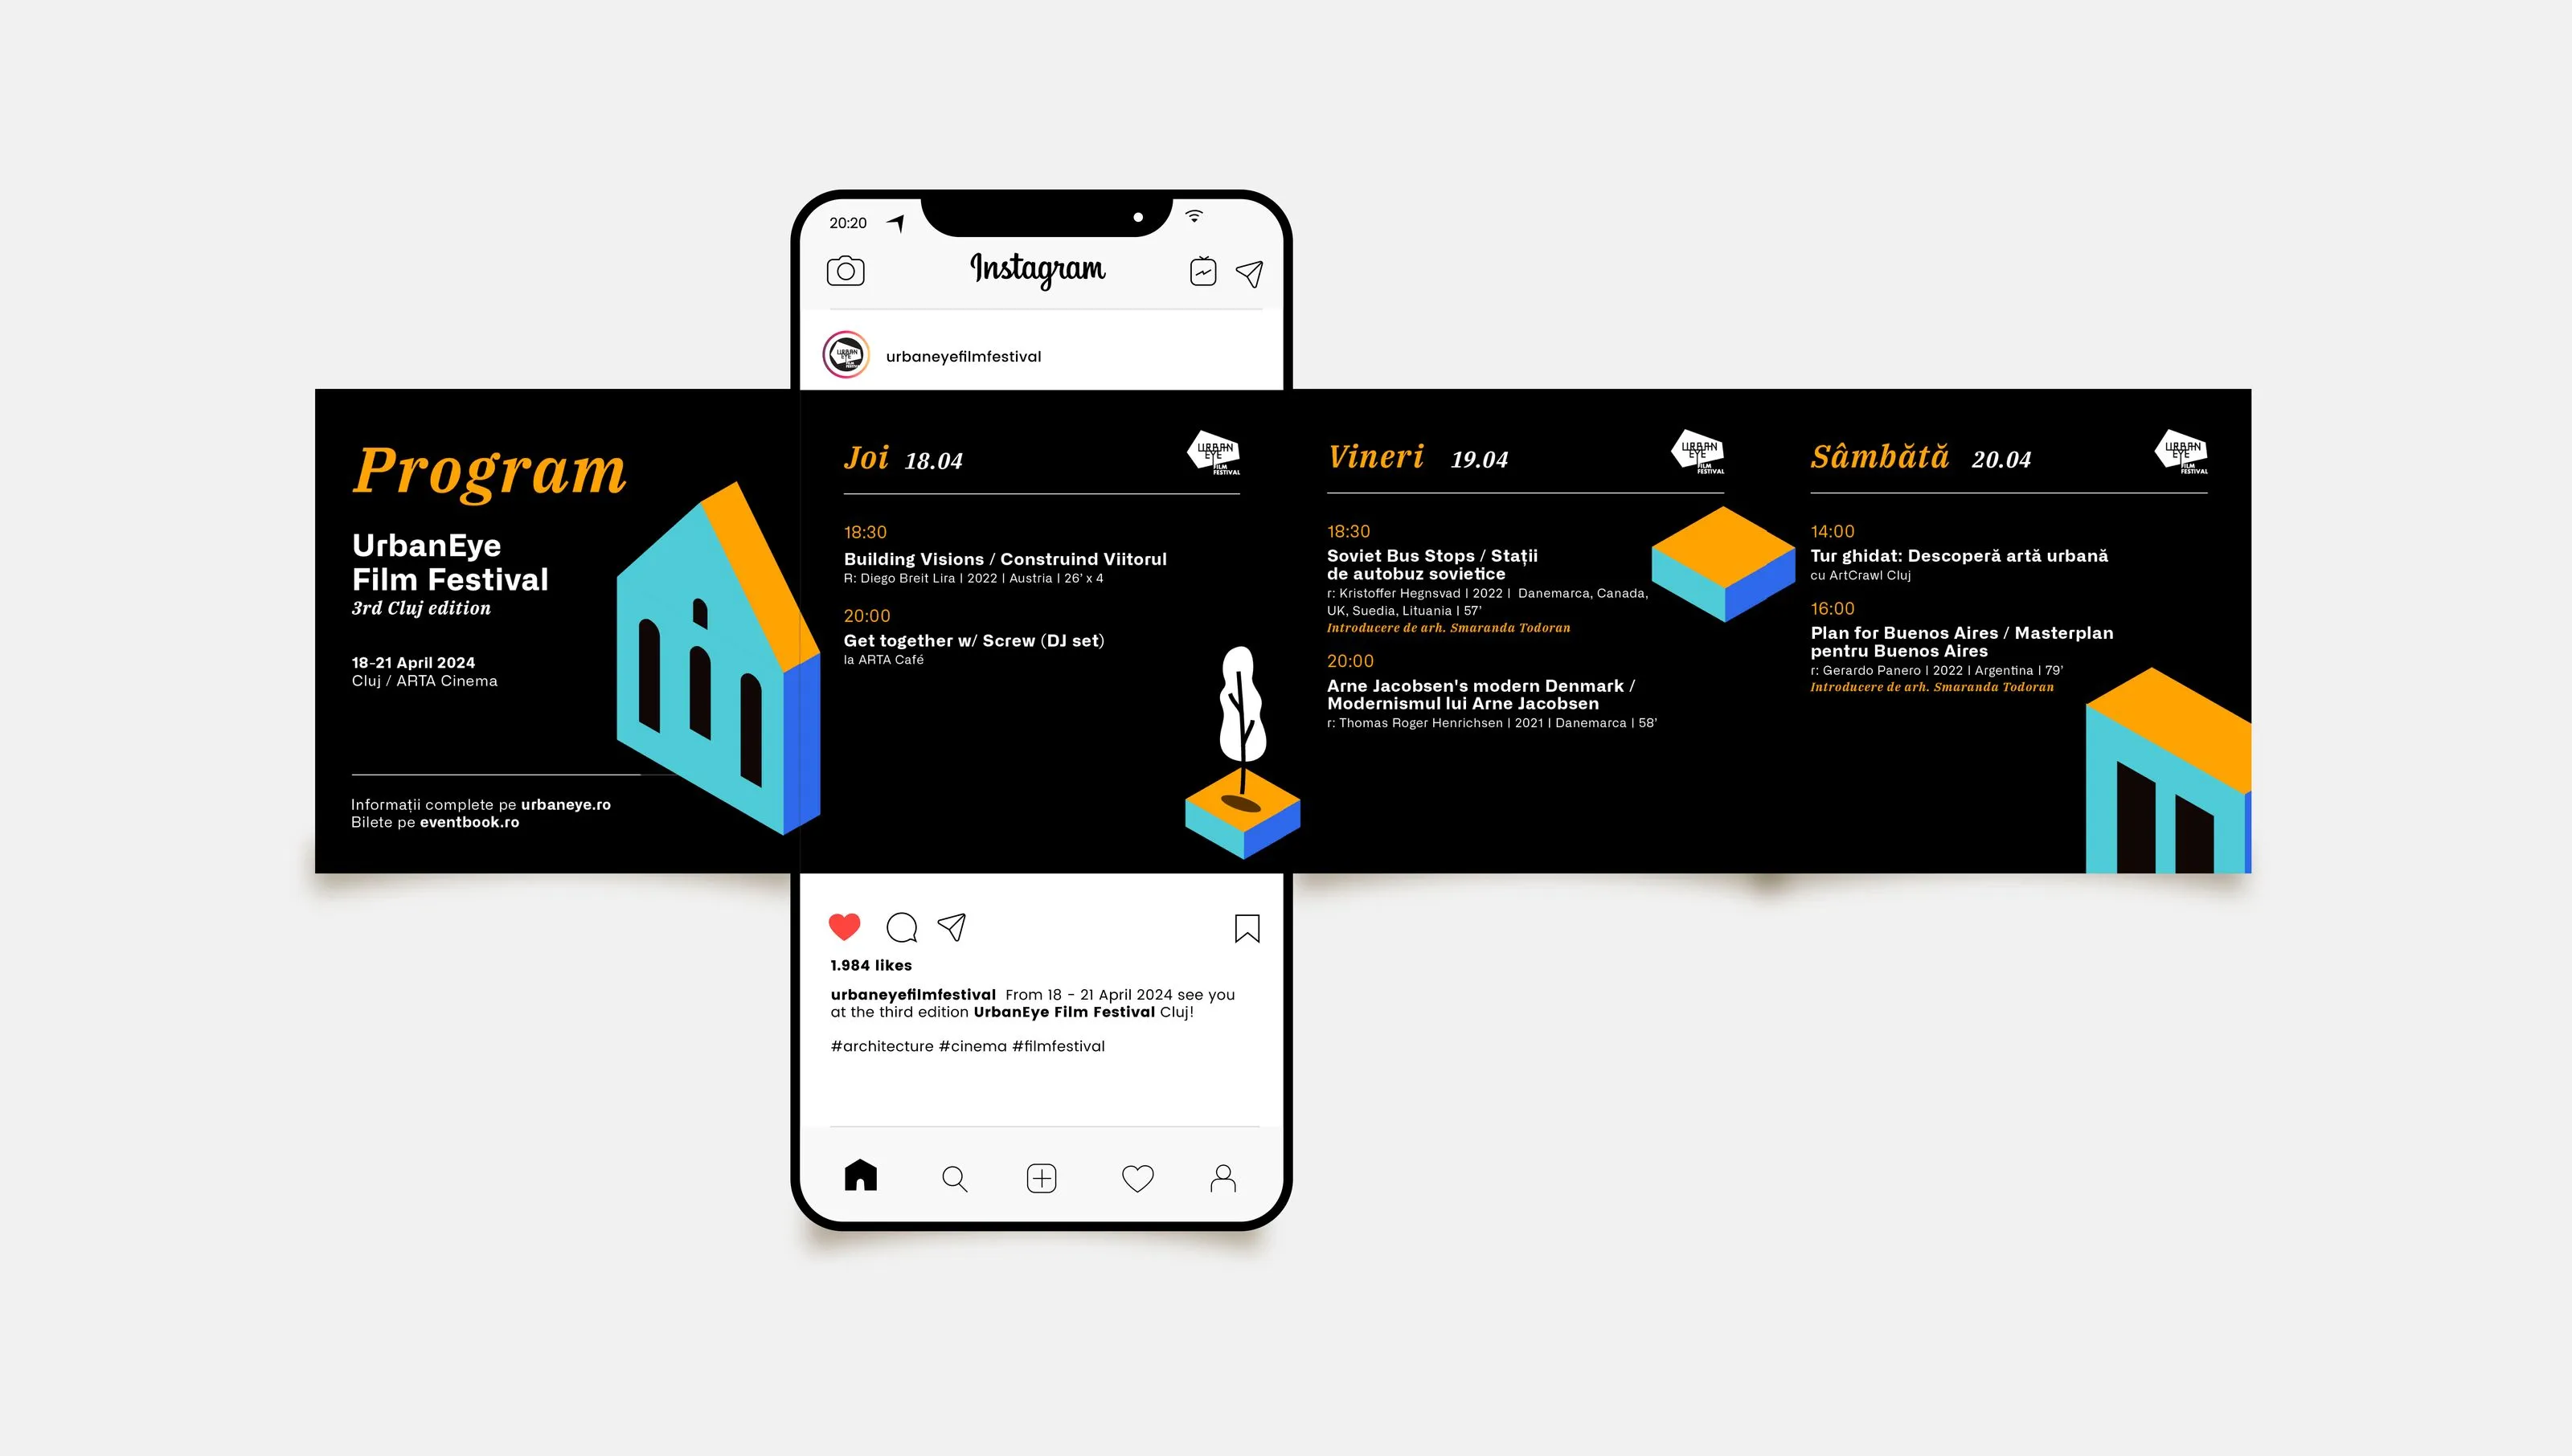 20:20
Instagram
URBAN
EYE
FILM
FESTIVAL
urbaneyefilmfestival
Program
UrbanEye
Film Festival
3rd Cluj edition
18-21 April 2024
Cluj / ARTA Cinema
Informații complete pe urbaneye.ro
Bilete pe eventbook.ro
Joi 18.04
URBAN
EYE
FILM
FESTIVAL
18:30
Building Visions / Construind Viitorul
R: Diego Breit Lira | 2022 | Austria | 26' x 4
20:00
Get together w/ Screw (DJ set)
la ARTA Café
Vineri 19.04
URBAN
EYE
FILM
FESTIVAL
18:30
Soviet Bus Stops / Stații
de autobuz sovietice
r: Kristoffer Hegnsvad | 2022 | Danemarca, Canada,
UK, Suedia, Lituania | 57'
Introducere de arh. Smaranda Todoran
20:00
Arne Jacobsen's modern Denmark /
Modernismul lui Arne Jacobsen
r: Thomas Roger Henrichsen | 2021 | Danemarca | 58'
Sâmbătă 20.04
URBAN
EYE
FILM
FESTIVAL
14:00
Tur ghidat: Descoperă artă urbană
cu ArtCrawl Cluj
16:00
Plan for Buenos Aires / Masterplan
pentru Buenos Aires
r: Gerardo Panero | 2022 | Argentina | 79'
Introducere de arh. Smaranda Todoran
1.984 likes
urbaneyefilmfestival From 18 - 21 April 2024 see you
at the third edition UrbanEye Film Festival Cluj!
#architecture #cinema #filmfestival